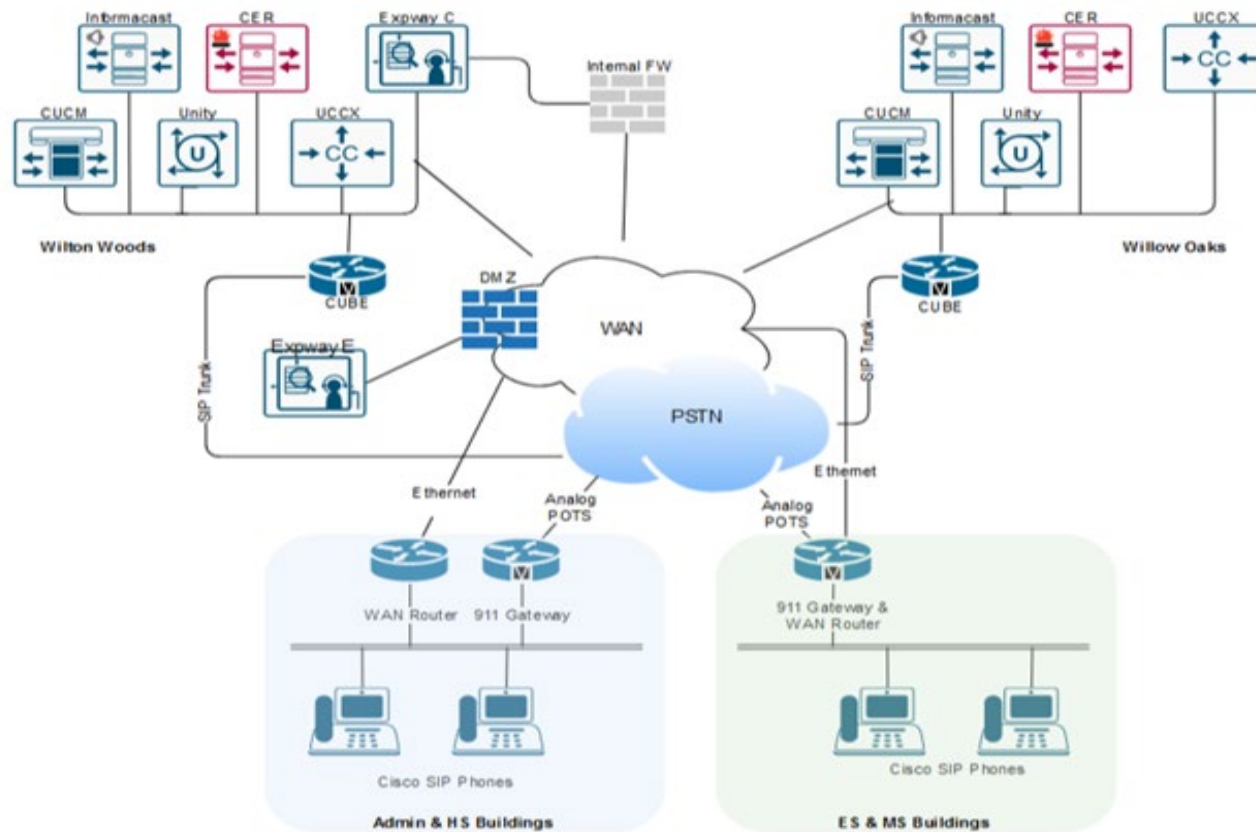 Informacast
CER
Expway C
Informacast
CER
UCCX
Internal FW
CUCM
Unity
UCCX
CUCM
Unity
U
CC
U
CC
Wilton Woods
Willow Oaks
DMZ
V
CUBE
V
CUBE
WAN
Expway E
SIP Trunk
SIP Trunk
PSTN
Ethernet
Ethernet
Analog
POTS
Analog
POTS
V
V
WAN Router
911 Gateway
911 Gateway &
WAN Router
Cisco SIP Phones
Cisco SIP Phones
Admin & HS Buildings
ES & MS Buildings